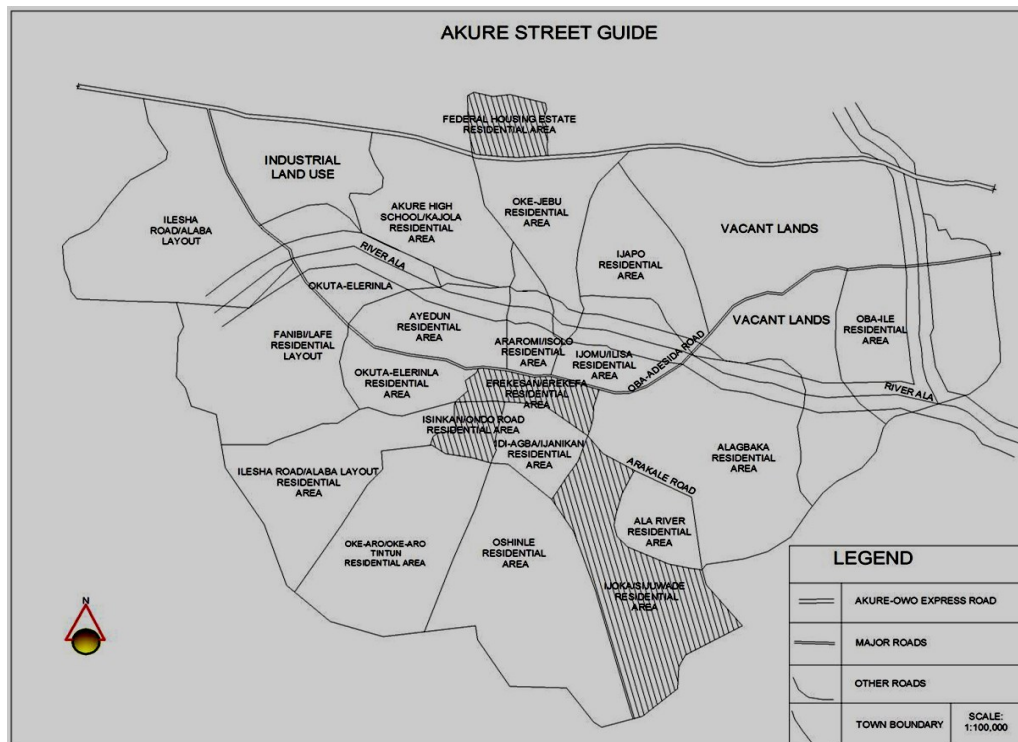 AKURE STREET GUIDE
FEDERAL HOUSING ESTATE
RESIDENTIAL AREA
INDUSTRIAL
LAND USE
AKURE HIGH
SCHOOL/KAJOLA
RESIDENTIAL
AREA
OKE-JEBU
RESIDENTIAL
AREA
ILESHA
ROAD/ALABA
LAYOUT
VACANT LANDS
RIVER ALA
IJAPO
RESIDENTIAL
AREA
OKUTA-ELERINLA
AYEDUN
RESIDENTIAL
AREA
VACANT LANDS
OBA-ILE
RESIDENTIAL
AREA
FANIBI/LAFE
RESIDENTIAL
LAYOUT
ARAROMI/ISOLO
RESIDENTIAL
AREA
IJOMU/ILISA
RESIDENTIAL
AREA
OBA-ADESIDA ROAD
OKUTA-ELERINLA
RESIDENTIAL
AREA
EREKESAN/EREKEFA
RESIDENTIAL
AREA
RIVER ALA
ISINKAN/ONDO ROAD
RESIDENTIAL AREA
IDI-AGBA/IJANIKAN
RESIDENTIAL
AREA
ALAGBAKA
RESIDENTIAL
AREA
ARAKALE ROAD
ILESHA ROAD/ALABA LAYOUT
RESIDENTIAL
AREA
ALA RIVER
RESIDENTIAL
AREA
OKE-ARO/OKE-ARO
TINTUN
RESIDENTIAL AREA
OSHINLE
RESIDENTIAL
AREA
IJOKA/SIJUWADE
RESIDENTIAL
AREA
N
LEGEND
AKURE-OWO EXPRESS ROAD
MAJOR ROADS
OTHER ROADS
TOWN BOUNDARY
SCALE:
1:100,000